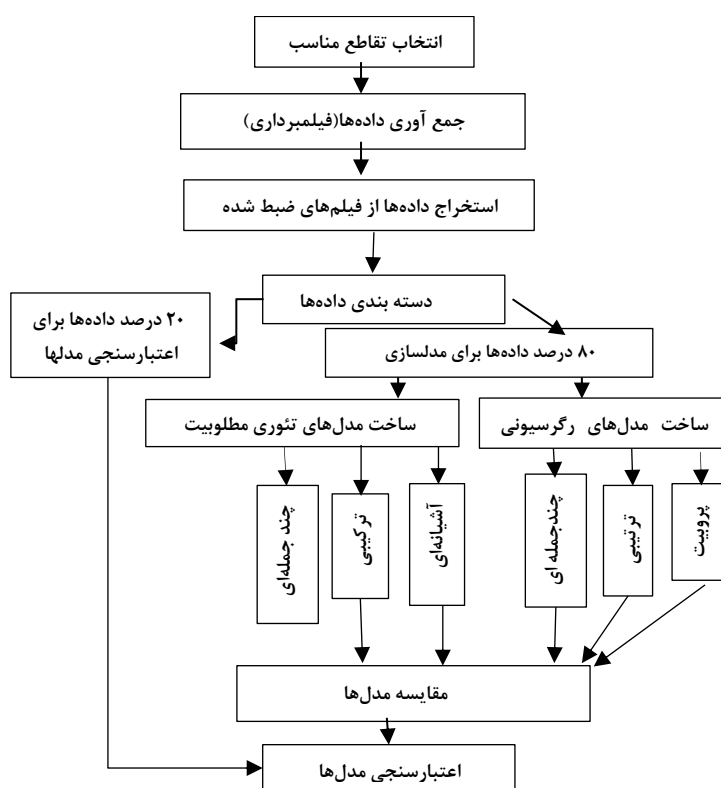 انتخاب تقاطع مناسب
جمع آوری داده‌ها(فیلمبرداری)
استخراج داده‌ها از فیلم‌های ضبط شده
دسته بندی داده‌ها
۲۰ درصد داده‌ها برای
اعتبارسنجی مدلها
۸۰ درصد داده‌ها برای مدلسازی
ساخت مدل‌های رگرسیونی
ساخت مدل‌های تئوری مطلوبیت
پروبیت
ترتیبی
چندجمله ای
آشیانه‌ای
ترکیبی
چند جمله‌ای
مقایسه مدل‌ها
اعتبارسنجی مدل‌ها